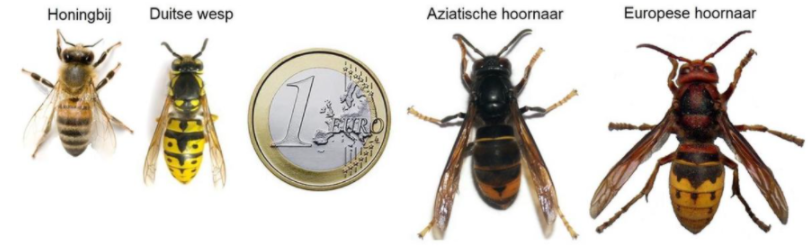 Honingbij
Duitse wesp
Aziatische hoornaar
Europese hoornaar
1 EURO